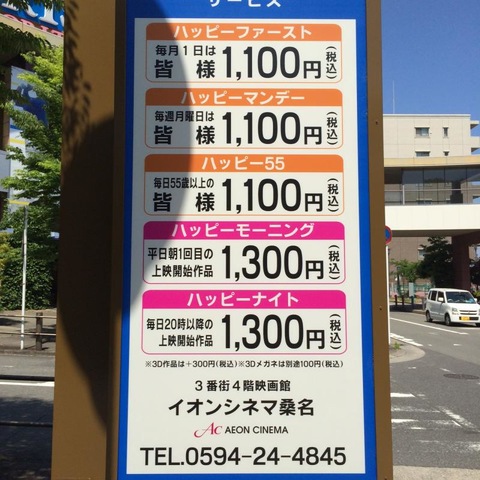 サービス
ハッピーファースト
毎月1日は
皆様 1,100円(税込)
ハッピーマンデー
毎週月曜日は
皆様 1,100円(税込)
ハッピー55
毎日55歳以上の
皆様 1,100円(税込)
ハッピーモーニング
平日朝1回目の
上映開始作品 1,300円(税込)
ハッピーナイト
毎日20時以降の
上映開始作品 1,300円(税込)
※3D作品は+300円(税込)※3Dメガネは別途100円(税込)
3番街4階映画館
イオンシネマ桑名
Ac AEON CINEMA
TEL.0594-24-4845